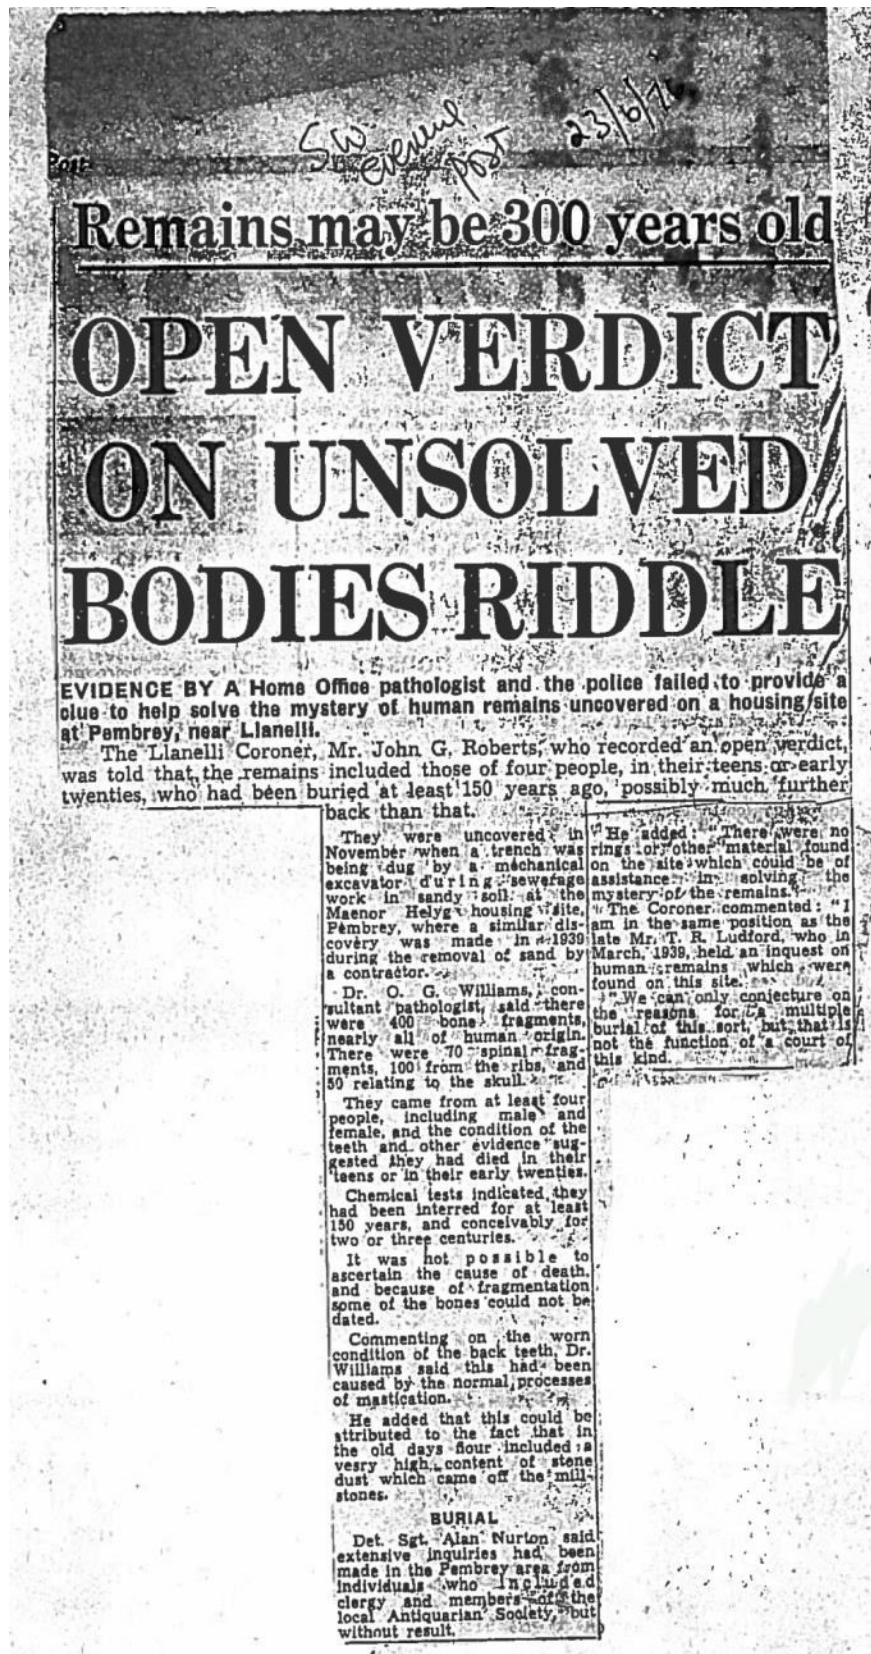 Post
SW
evening
Post
23/6/76
Remains may be 300 years old
OPEN VERDICT
ON UNSOLVED
BODIES RIDDLE
EVIDENCE BY A Home Office pathologist and the police failed to provide a
clue to help solve the mystery of human remains uncovered on a housing site
at Pembrey, near Llanelli.
The Llanelli Coroner, Mr. John G. Roberts, who recorded an open verdict,
was told that the remains included those of four people, in their teens or early
twenties, who had been buried at least 150 years ago, possibly much further
back than that.
They were uncovered in
November when a trench was
being dug by a mechanical
excavator during sewerage
work in sandy soil at the
Maenor Helyg housing site,
Pembrey, where a similar dis-
covery was made in 1939
during the removal of sand by
a contractor.
Dr. O. G. Williams, con-
sultant pathologist, said there
were 400 bone fragments,
nearly all of human origin.
There were 70 spinal frag-
ments, 100 from the ribs, and
50 relating to the skull.
They came from at least four
people, including male and
female, and the condition of the
teeth and other evidence sug-
gested they had died in their
teens or in their early twenties.
Chemical tests indicated they
had been interred for at least
150 years, and conceivably for
two or three centuries.
It was not possible to
ascertain the cause of death,
and because of fragmentation
some of the bones could not be
dated.
Commenting on the worn
condition of the back teeth, Dr.
Williams said this had been
caused by the normal processes
of mastication.
He added that this could be
attributed to the fact that in
the old days flour included a
vesry high content of stone
dust which came off the mill-
stones.
BURIAL
Det. Sgt. Alan Nurton said
extensive inquiries had been
made in the Pembrey area from
individuals who included
clergy and members of the
local Antiquarian Society, but
without result.
He added: "There were no
rings or other material found
on the site which could be of
assistance in solving the
mystery of the remains."
The Coroner commented: "I
am in the same position as the
late Mr. T. R. Ludford, who in
March, 1939, held an inquest on
human remains which were
found on this site.
"We can only conjecture on
the reasons for a multiple
burial of this sort, but that is
not the function of a court of
this kind.